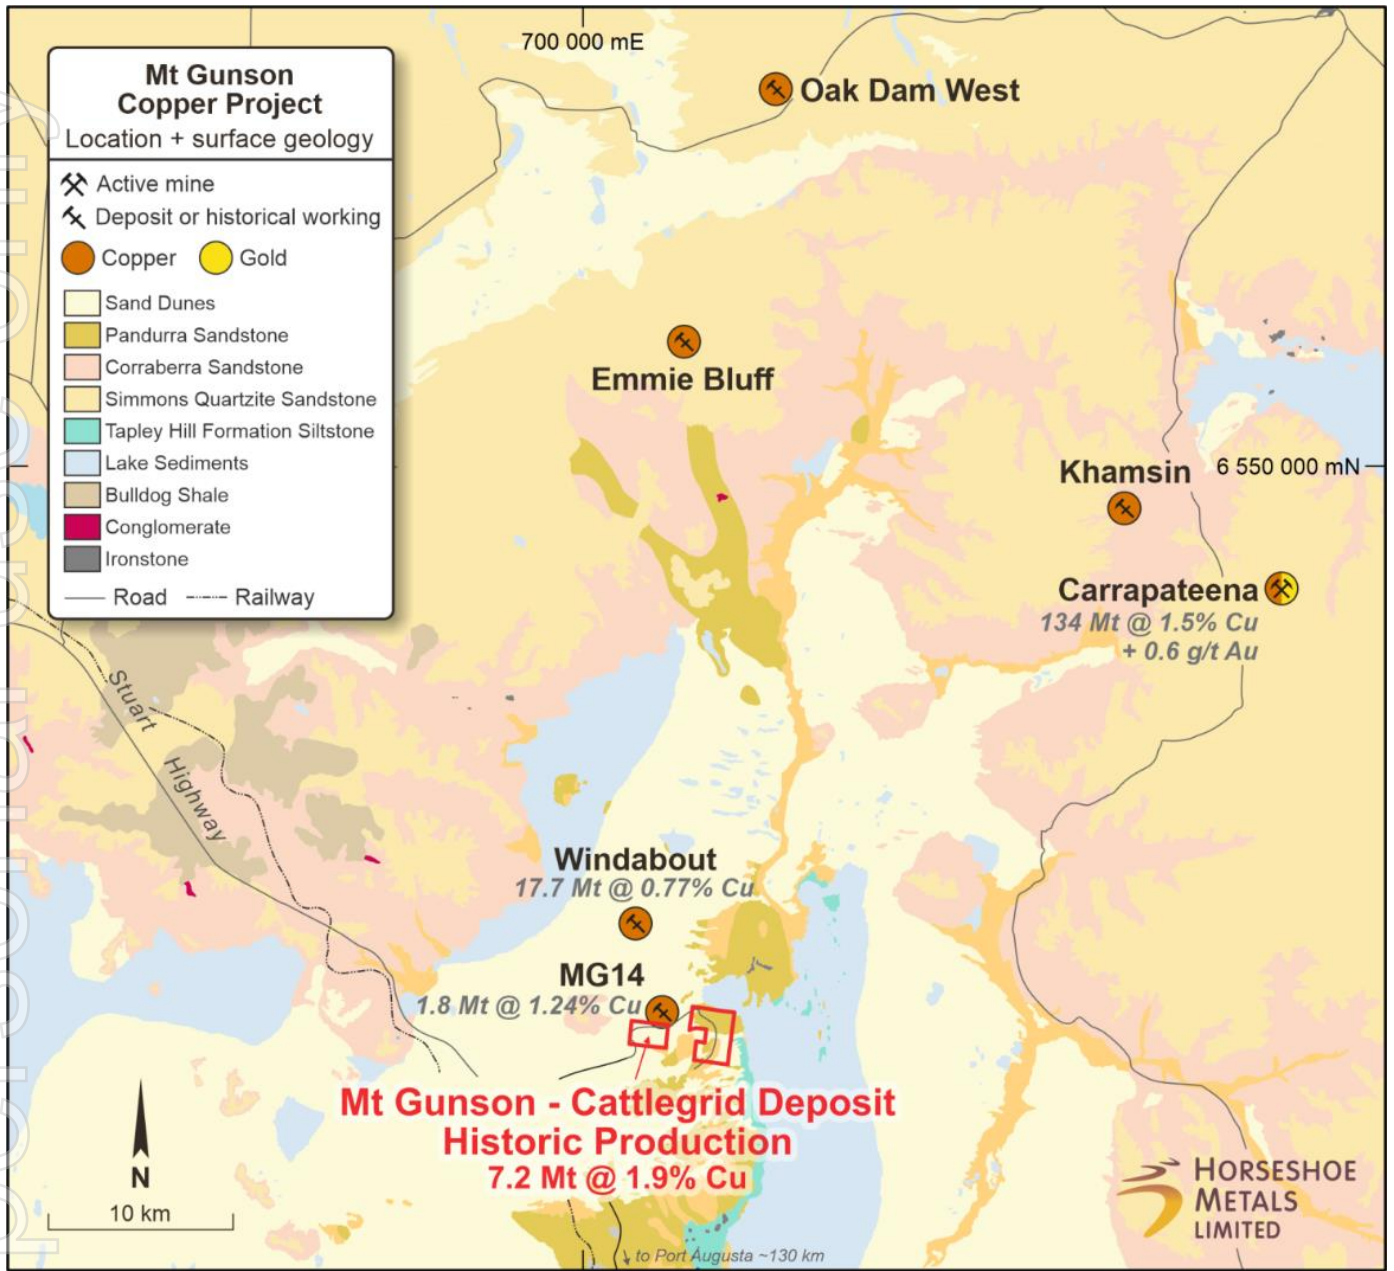 700 000 mE
Mt Gunson
Copper Project
Location + surface geology
Active mine
Deposit or historical working
Copper
Gold
Sand Dunes
Pandurra Sandstone
Corraberra Sandstone
Simmons Quartzite Sandstone
Tapley Hill Formation Siltstone
Lake Sediments
Bulldog Shale
Conglomerate
Ironstone
Road
Railway
Oak Dam West
Emmie Bluff
Khamsin
6 550 000 mN
Carrapateena
134 Mt @ 1.5% Cu
+ 0.6 g/t Au
Stuart
Highway
Windabout
17.7 Mt @ 0.77% Cu
MG14
1.8 Mt @ 1.24% Cu
Mt Gunson - Cattlegrid Deposit
Historic Production
7.2 Mt @ 1.9% Cu
N
10 km
to Port Augusta ~130 km
HORSESHOE
METALS
LIMITED